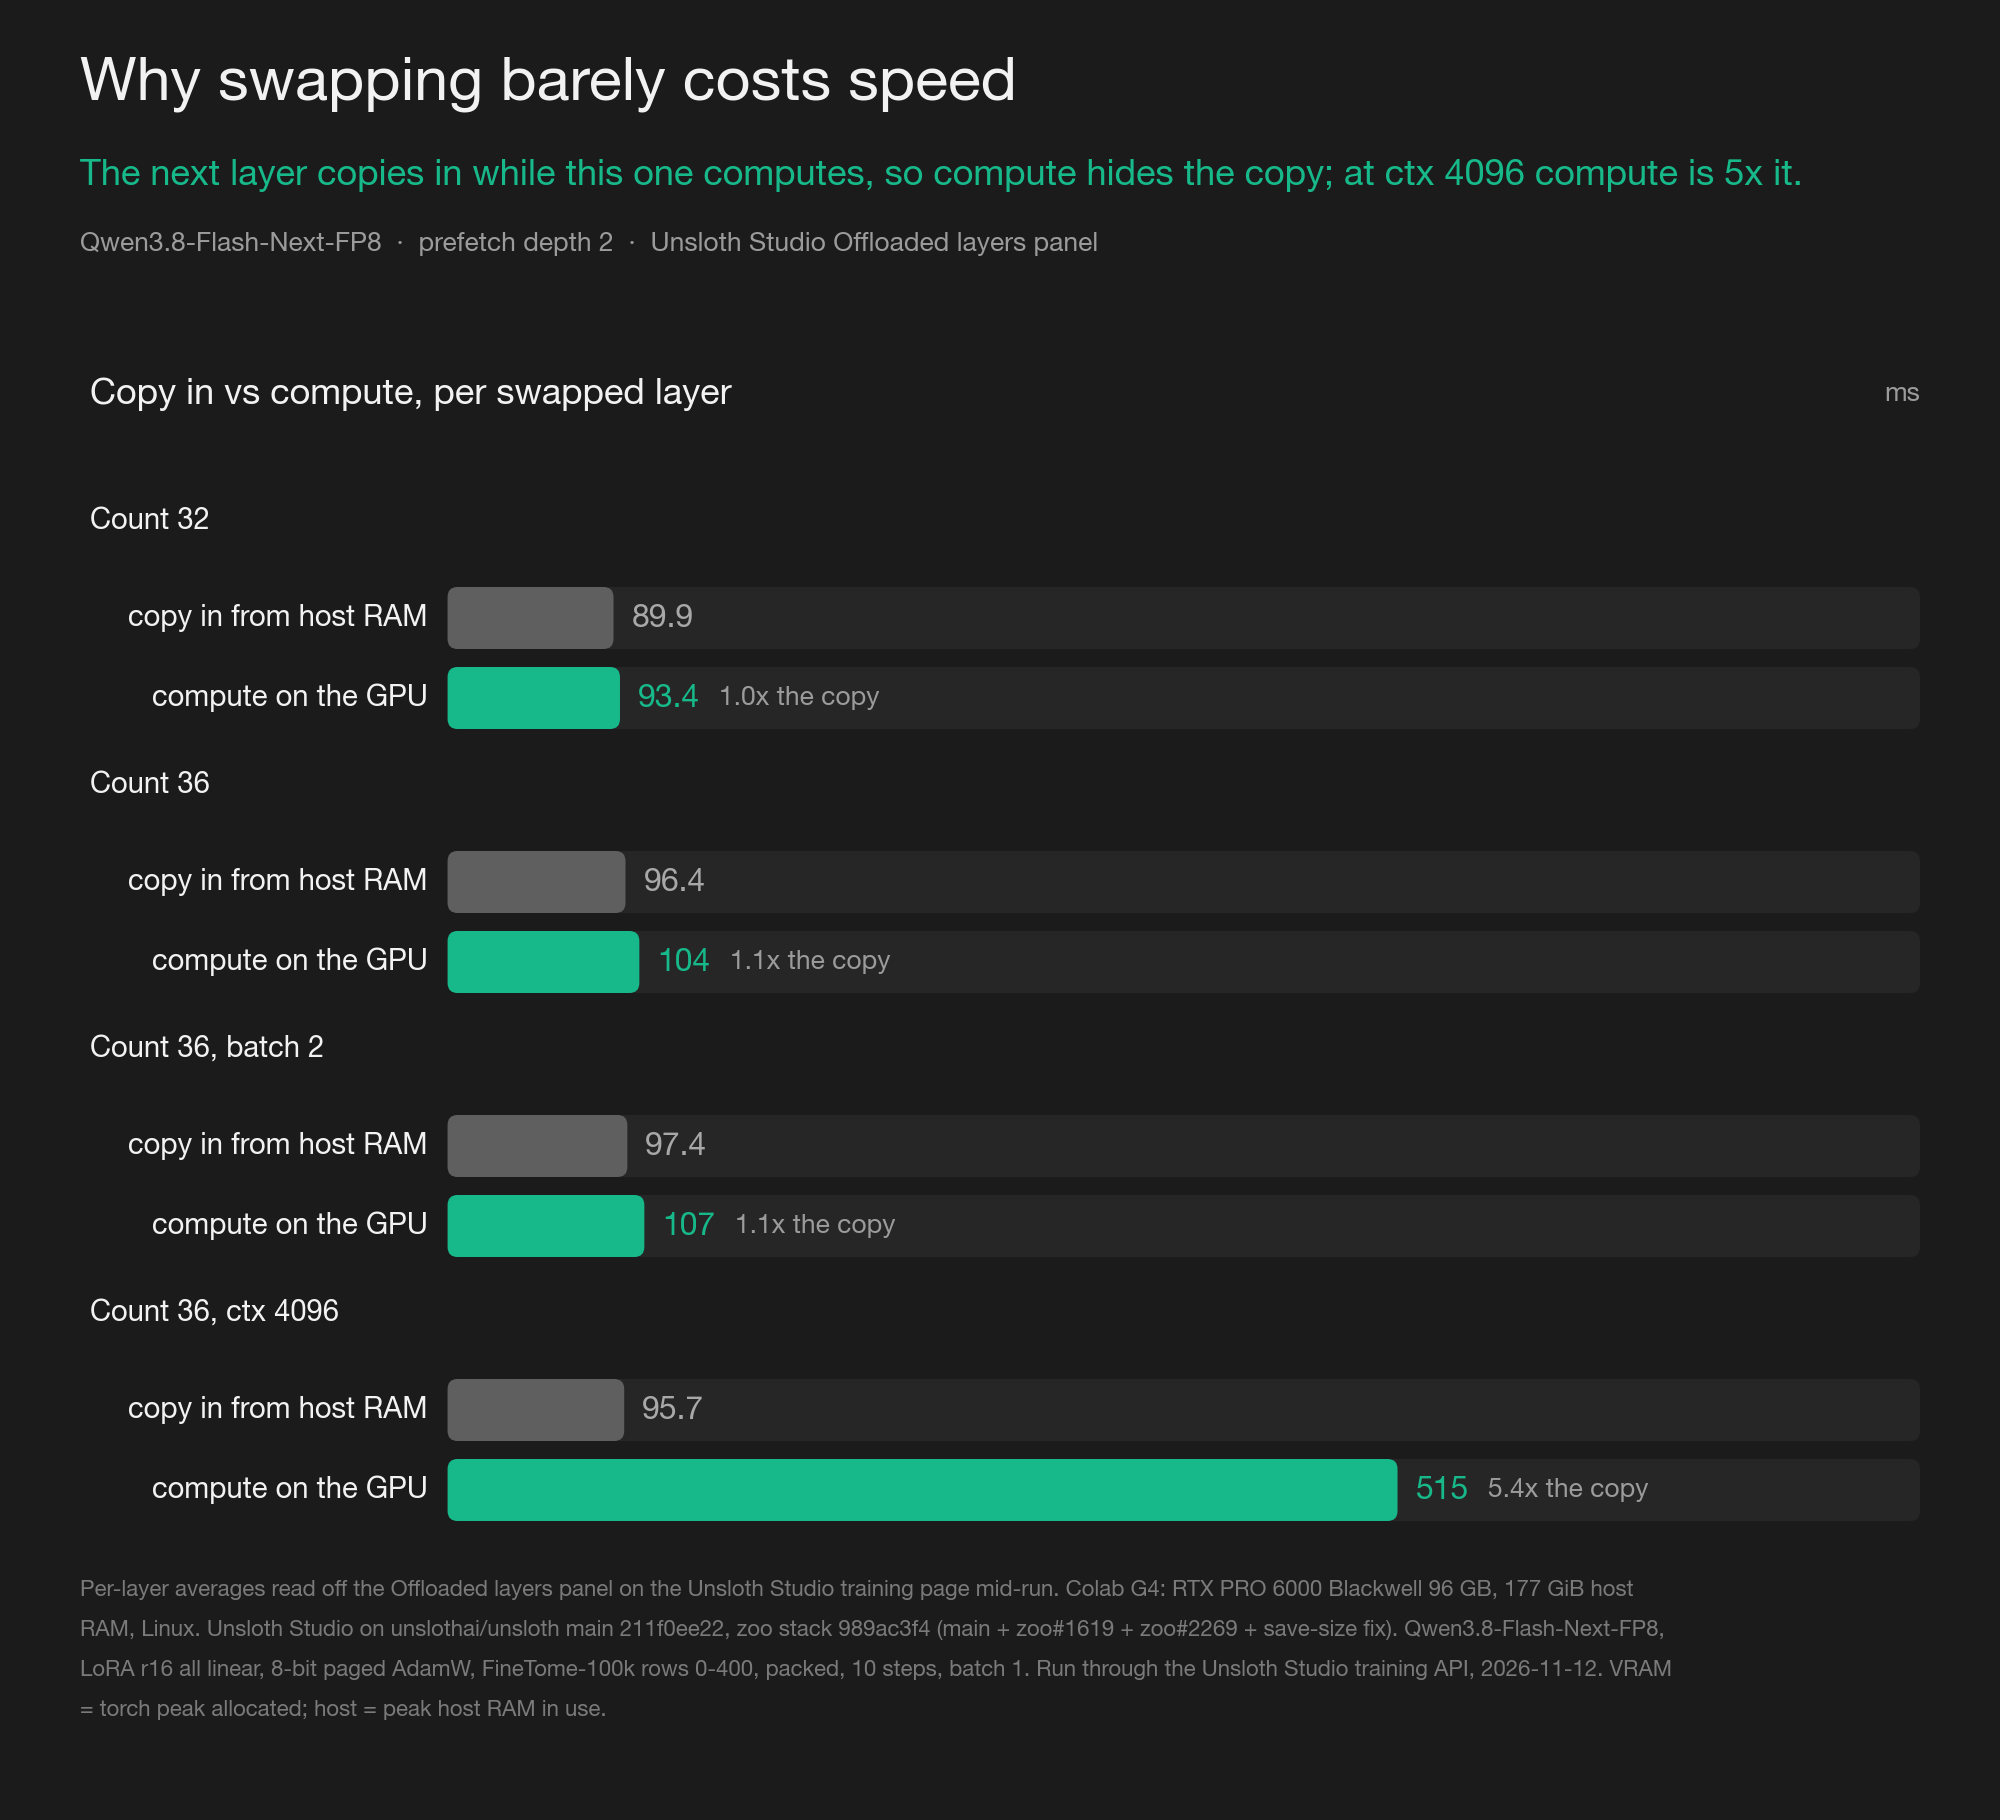 Why swapping barely costs speed
The next layer copies in while this one computes, so compute hides the copy; at ctx 4096 compute is 5x it.
Qwen3.8-Flash-Next-FP8 · prefetch depth 2 · Unsloth Studio Offloaded layers panel
Copy in vs compute, per swapped layer ms
Count 32
copy in from host RAM 89.9
compute on the GPU 93.4 1.0x the copy
Count 36
copy in from host RAM 96.4
compute on the GPU 104 1.1x the copy
Count 36, batch 2
copy in from host RAM 97.4
compute on the GPU 107 1.1x the copy
Count 36, ctx 4096
copy in from host RAM 95.7
compute on the GPU 515 5.4x the copy
Per-layer averages read off the Offloaded layers panel on the Unsloth Studio training page mid-run. Colab G4: RTX PRO 6000 Blackwell 96 GB, 177 GiB host
RAM, Linux. Unsloth Studio on unslothai/unsloth main 211f0ee22, zoo stack 989ac3f4 (main + zoo#1619 + zoo#2269 + save-size fix). Qwen3.8-Flash-Next-FP8,
LoRA r16 all linear, 8-bit paged AdamW, FineTome-100k rows 0-400, packed, 10 steps, batch 1. Run through the Unsloth Studio training API, 2026-11-12. VRAM
= torch peak allocated; host = peak host RAM in use.